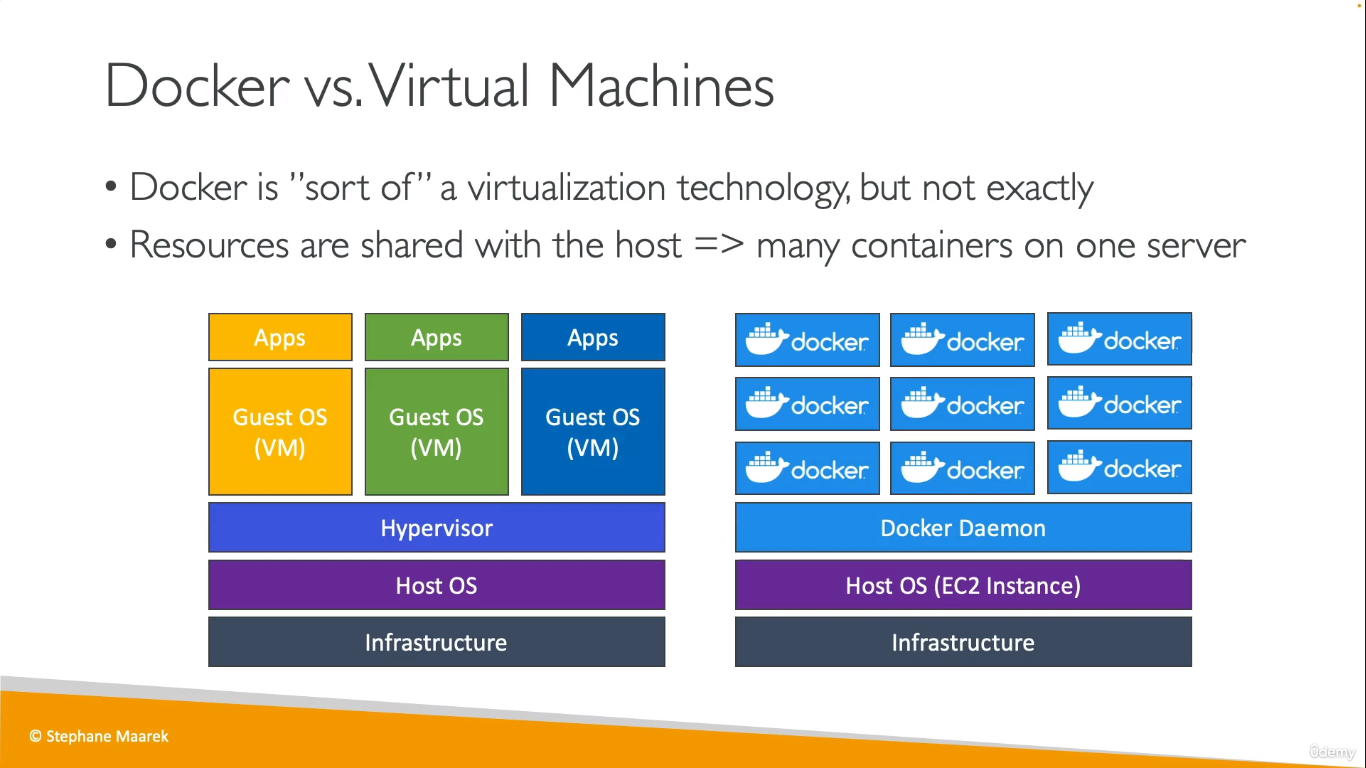 Docker vs. Virtual Machines
• Docker is ”sort of” a virtualization technology, but not exactly
• Resources are shared with the host => many containers on one server
Apps
Apps
Apps
Guest OS
(VM)
Guest OS
(VM)
Guest OS
(VM)
Hypervisor
Host OS
Infrastructure
docker
docker
docker
docker
docker
docker
docker
docker
docker
Docker Daemon
Host OS (EC2 Instance)
Infrastructure
© Stephane Maarek
ûdemy